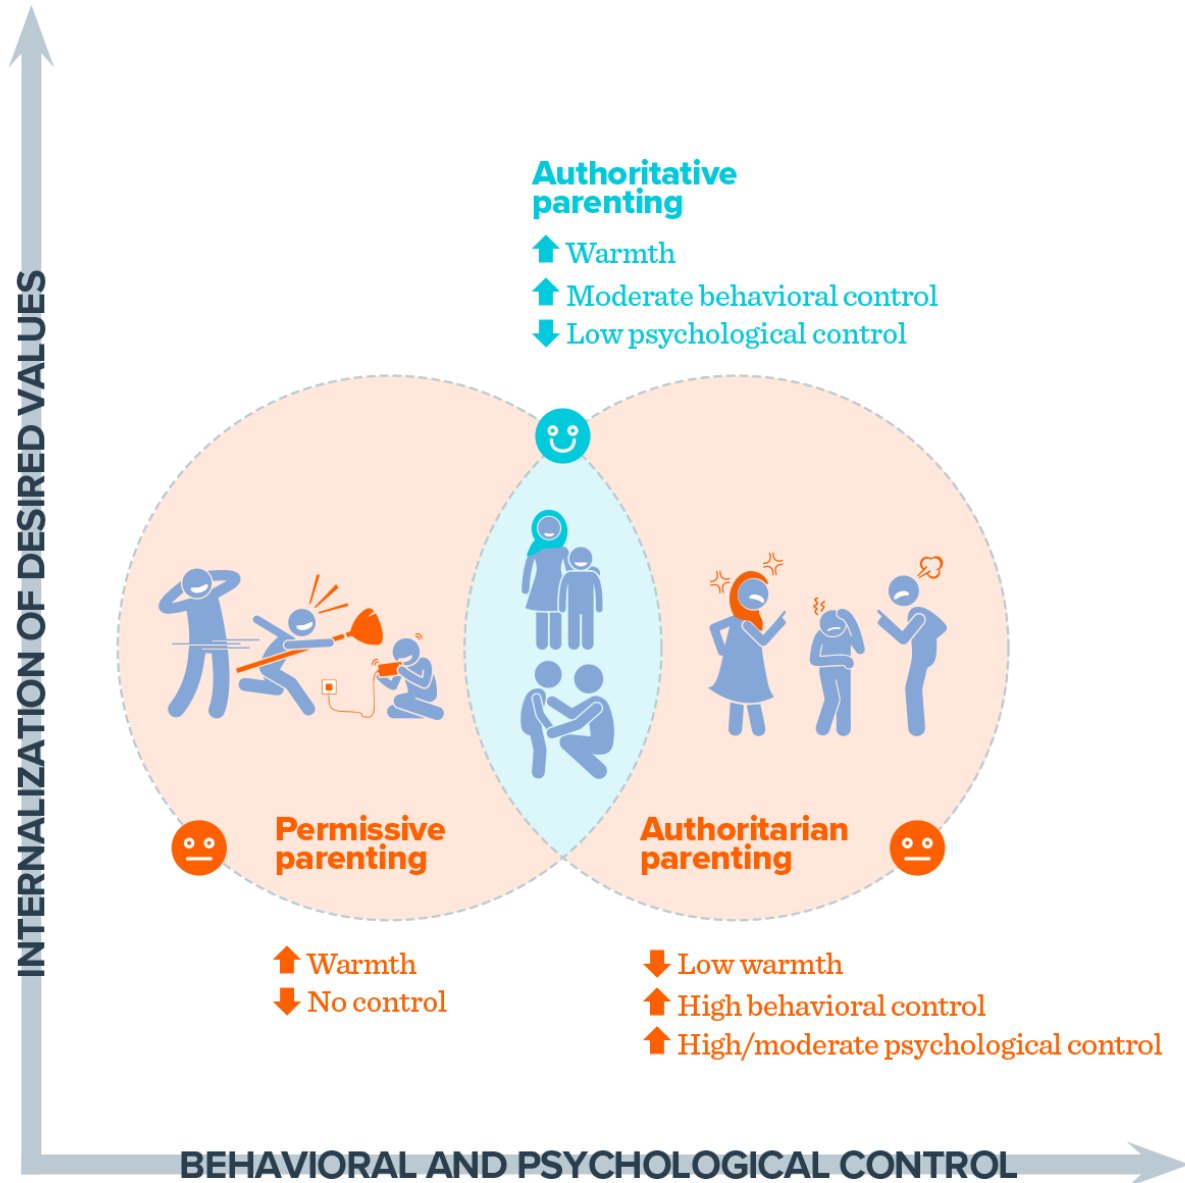 INTERNALIZATION OF DESIRED VALUES
Authoritative
parenting
Warmth
Moderate behavioral control
Low psychological control
Permissive
parenting
Warmth
No control
Authoritarian
parenting
Low warmth
High behavioral control
High/moderate psychological control
BEHAVIORAL AND PSYCHOLOGICAL CONTROL